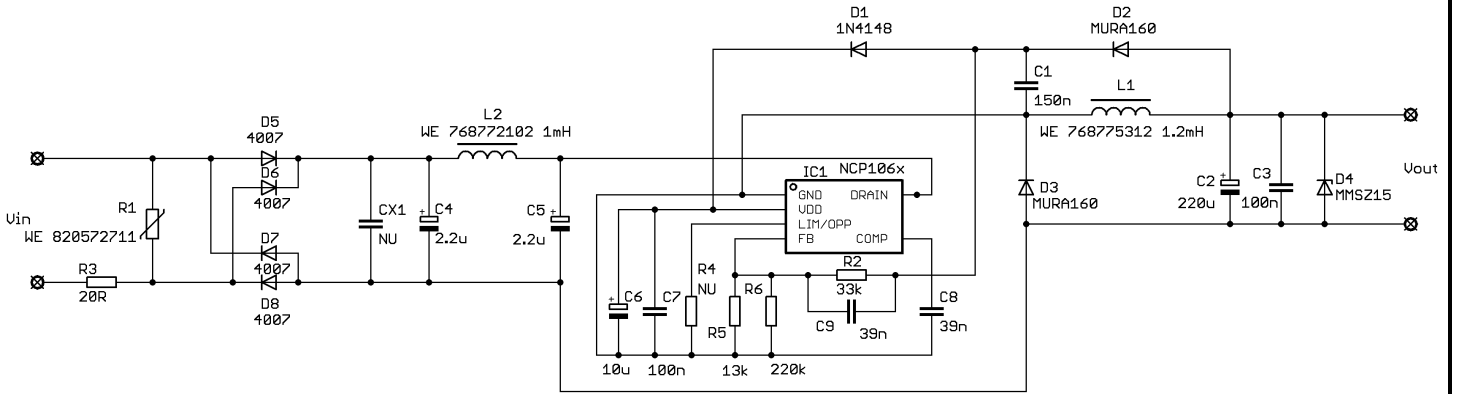 D1
1N4148
D2
MURA160
C1
150n
L1
WE 768775312 1.2mH
L2
WE 768772102 1mH
D5
4007
D6
4007
IC1
NCP106x
GND
DRAIN
VDD
LIM/OPP
FB
COMP
Vin
R1
WE 820572711
CX1
NU
C4
2.2u
C5
2.2u
D3
MURA160
C2
220u
C3
100n
D4
MMSZ15
Vout
D7
4007
R3
20R
D8
4007
C6
10u
C7
100n
R4
NU
R5
13k
R6
220k
R2
33k
C9
39n
C8
39n
+
+
+
+